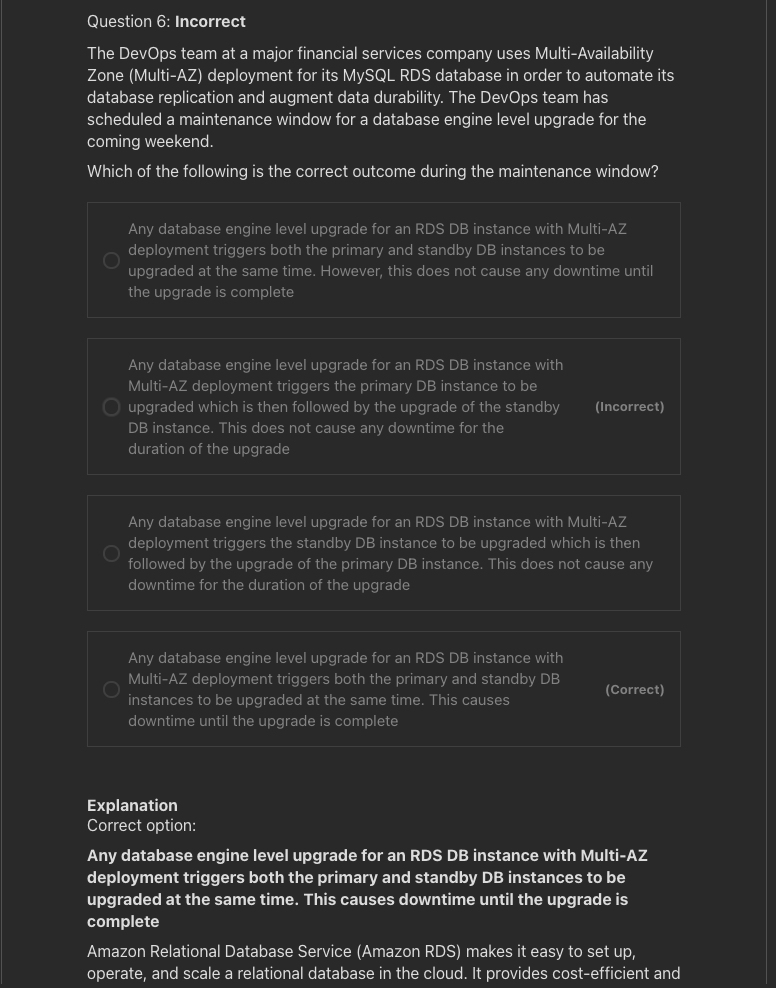 Question 6: Incorrect
The DevOps team at a major financial services company uses Multi-Availability
Zone (Multi-AZ) deployment for its MySQL RDS database in order to automate its
database replication and augment data durability. The DevOps team has
scheduled a maintenance window for a database engine level upgrade for the
coming weekend.
Which of the following is the correct outcome during the maintenance window?
Any database engine level upgrade for an RDS DB instance with Multi-AZ
deployment triggers both the primary and standby DB instances to be
upgraded at the same time. However, this does not cause any downtime until
the upgrade is complete
Any database engine level upgrade for an RDS DB instance with
Multi-AZ deployment triggers the primary DB instance to be
upgraded which is then followed by the upgrade of the standby
DB instance. This does not cause any downtime for the
duration of the upgrade
(Incorrect)
Any database engine level upgrade for an RDS DB instance with Multi-AZ
deployment triggers the standby DB instance to be upgraded which is then
followed by the upgrade of the primary DB instance. This does not cause any
downtime for the duration of the upgrade
Any database engine level upgrade for an RDS DB instance with
Multi-AZ deployment triggers both the primary and standby DB
instances to be upgraded at the same time. This causes
downtime until the upgrade is complete
(Correct)
Explanation
Correct option:
Any database engine level upgrade for an RDS DB instance with Multi-AZ
deployment triggers both the primary and standby DB instances to be
upgraded at the same time. This causes downtime until the upgrade is
complete
Amazon Relational Database Service (Amazon RDS) makes it easy to set up,
operate, and scale a relational database in the cloud. It provides cost-efficient and